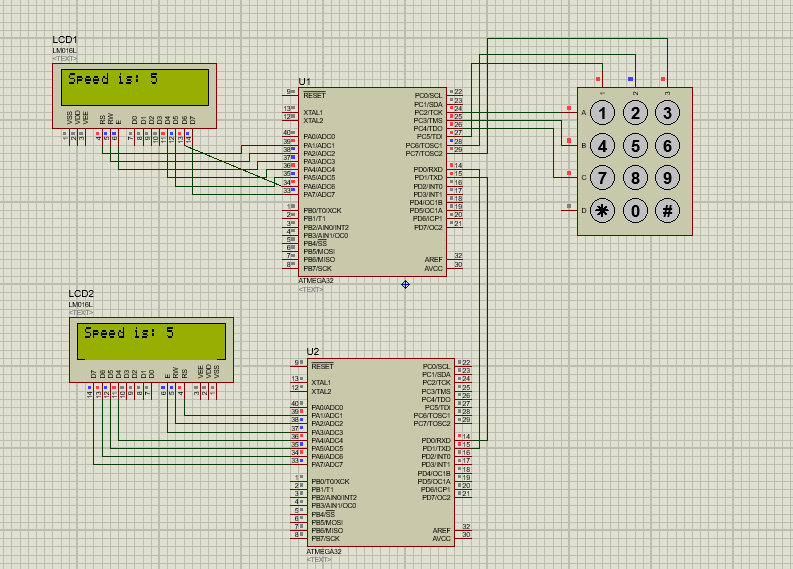 LCD1
LM016L
<TEXT>
Speed is: 5
VSS VDD VEE RS RW E D0 D1 D2 D3 D4 D5 D6 D7
1 2 3 4 5 6 7 8 9 10 11 12 13 14
U1
9 RESET PC0/SCL 22
PC1/SDA 23
13 XTAL1 PC2/TCK 24
12 XTAL2 PC3/TMS 25
PC4/TDO 26
40 PA0/ADC0 PC5/TDI 27
39 PA1/ADC1 PC6/TOSC1 28
38 PA2/ADC2 PC7/TOSC2 29
37 PA3/ADC3
36 PA4/ADC4 PD0/RXD 14
35 PA5/ADC5 PD1/TXD 15
34 PA6/ADC6 PD2/INT0 16
33 PA7/ADC7 PD3/INT1 17
PD4/OC1B 18
1 PB0/T0/XCK PD5/OC1A 19
2 PB1/T1 PD6/ICP1 20
3 PB2/AIN0/INT2 PD7/OC2 21
4 PB3/AIN1/OC0
5 PB4/SS
6 PB5/MOSI
7 PB6/MISO AREF 32
8 PB7/SCK AVCC 30
ATMEGA32
<TEXT>
1 2 3
A 1 2 3
B 4 5 6
C 7 8 9
D * 0 #
LCD2
LM016L
<TEXT>
Speed is: 5
D7 D6 D5 D4 D3 D2 D1 D0 E RW RS VEE VDD VSS
14 13 12 11 10 9 8 7 6 5 4 3 2 1
U2
9 RESET PC0/SCL 22
PC1/SDA 23
13 XTAL1 PC2/TCK 24
12 XTAL2 PC3/TMS 25
PC4/TDO 26
40 PA0/ADC0 PC5/TDI 27
39 PA1/ADC1 PC6/TOSC1 28
38 PA2/ADC2 PC7/TOSC2 29
37 PA3/ADC3
36 PA4/ADC4 PD0/RXD 14
35 PA5/ADC5 PD1/TXD 15
34 PA6/ADC6 PD2/INT0 16
33 PA7/ADC7 PD3/INT1 17
PD4/OC1B 18
1 PB0/T0/XCK PD5/OC1A 19
2 PB1/T1 PD6/ICP1 20
3 PB2/AIN0/INT2 PD7/OC2 21
4 PB3/AIN1/OC0
5 PB4/SS
6 PB5/MOSI
7 PB6/MISO AREF 32
8 PB7/SCK AVCC 30
ATMEGA32
<TEXT>